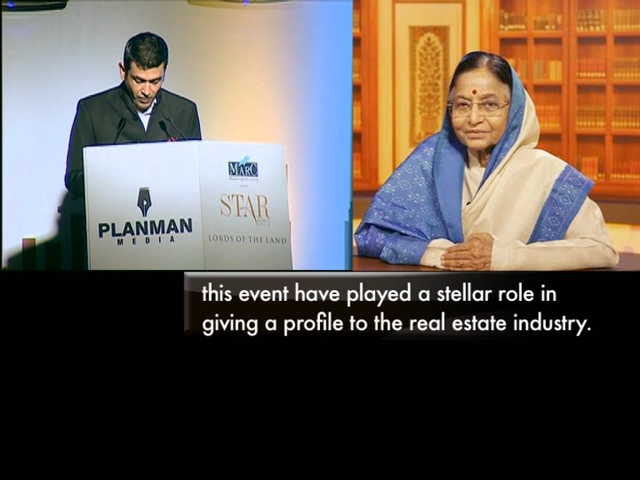 MARC
PLANMAN
MEDIA
STAR
LORDS OF THE LAND
this event have played a stellar role in
giving a profile to the real estate industry.